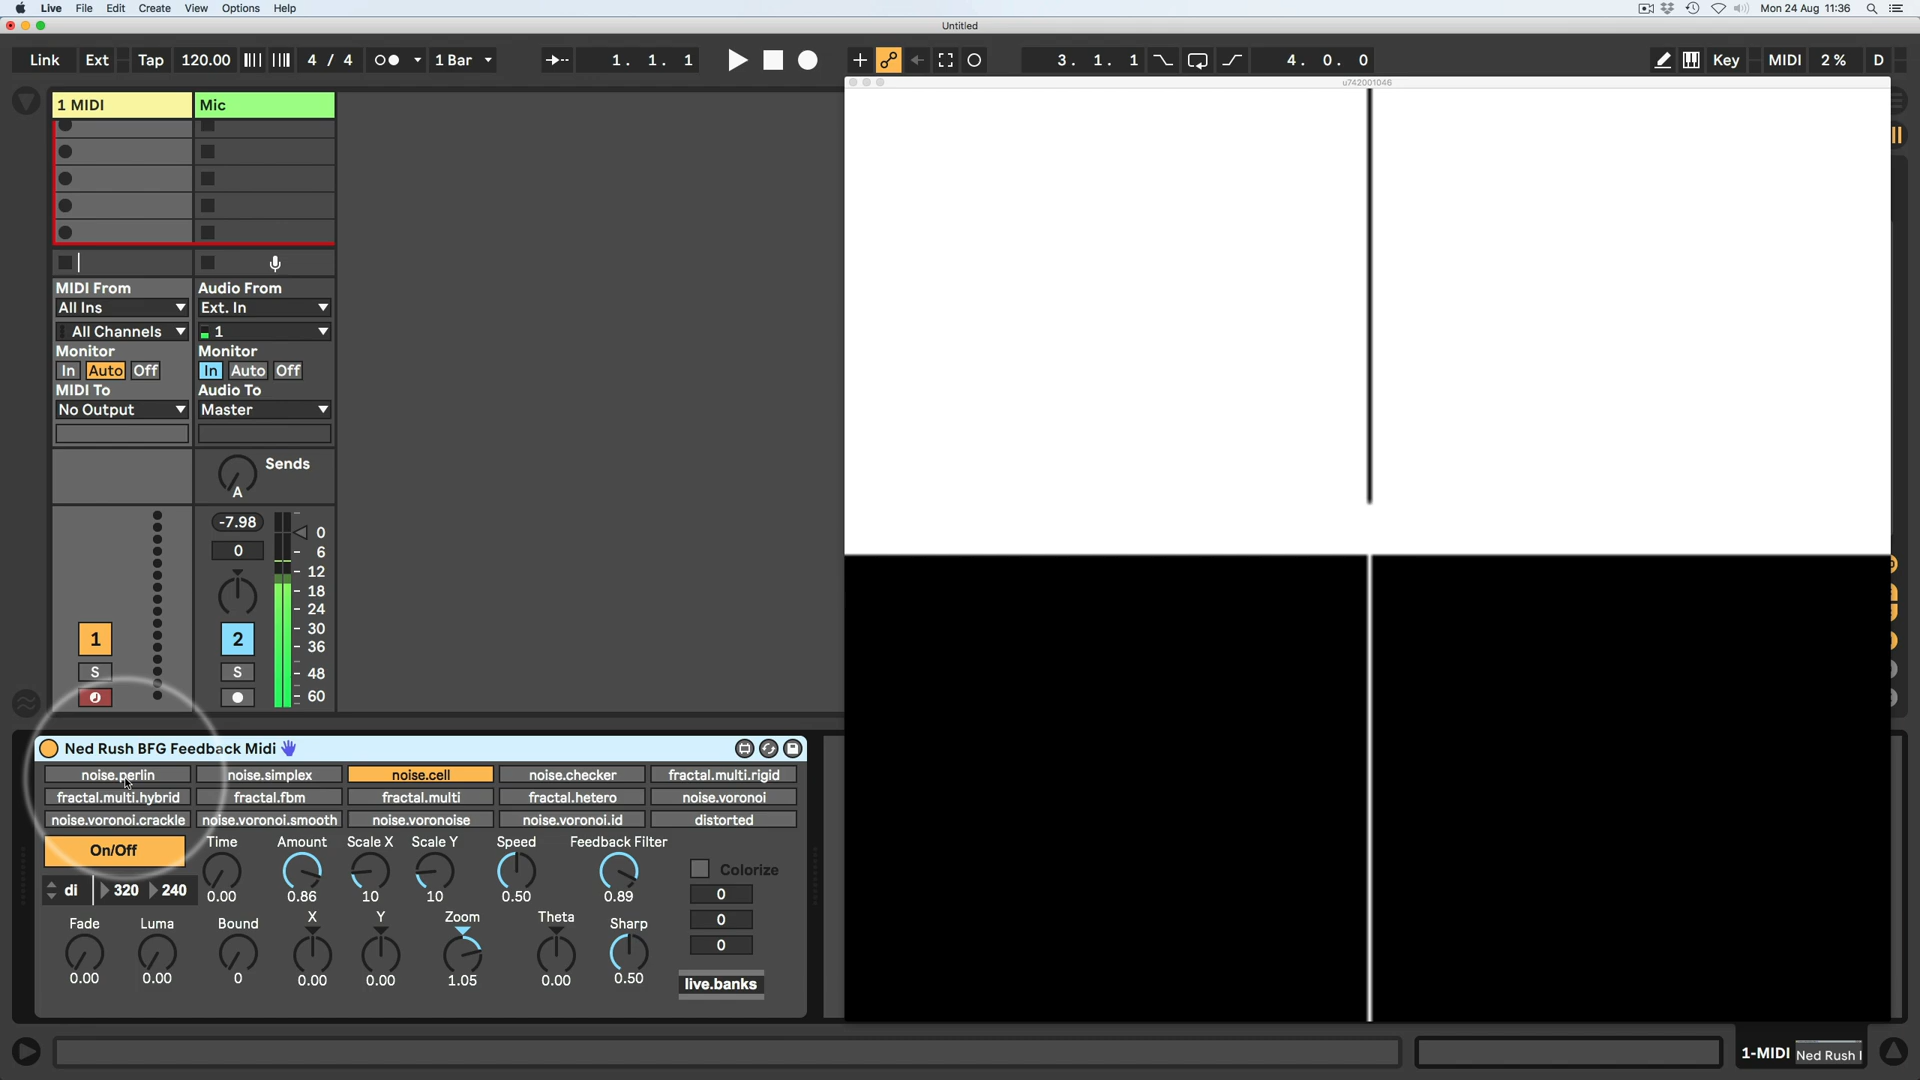 Live File Edit Create View Options Help
Mon 24 Aug 11:36
Untitled
Link Ext Tap 120.00 4 / 4 1 Bar 1. 1. 1 3. 1. 1 4. 0. 0 Key MIDI 2% D
u742001046
1 MIDI Mic
MIDI From Audio From
All Ins Ext. In
All Channels 1
Monitor Monitor
In Auto Off In Auto Off
MIDI To Audio To
No Output Master
Sends
A
-7.98
0
0
6
12
18
24
30
36
48
60
1 2
S S
Ned Rush BFG Feedback Midi
noise.perlin noise.simplex noise.cell noise.checker fractal.multi.rigid
fractal.multi.hybrid fractal.fbm fractal.multi fractal.hetero noise.voronoi
noise.voronoi.crackle noise.voronoi.smooth noise.voronoise noise.voronoi.id distorted
On/Off Time Amount Scale X Scale Y Speed Feedback Filter
Colorize
di 320 240 0.00 0.86 10 10 0.50 0.89 0
Fade Luma Bound X Y Zoom Theta Sharp 0
0
0.00 0.00 0 0.00 0.00 1.05 0.00 0.50
live.banks
1-MIDI Ned Rush